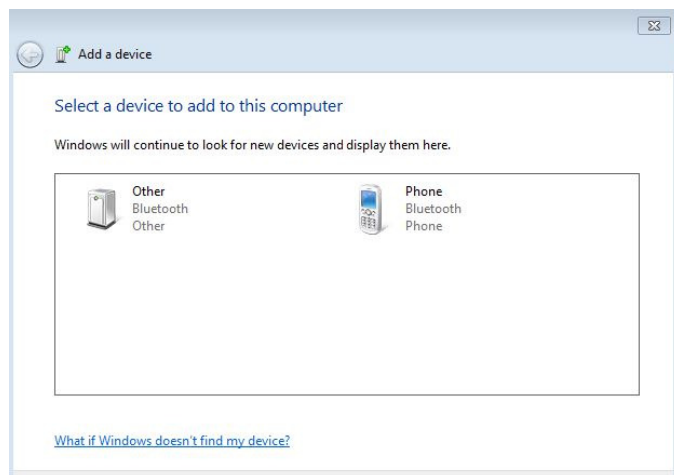 Add a device
Select a device to add to this computer
Windows will continue to look for new devices and display them here.
Other
Bluetooth
Other
Phone
Bluetooth
Phone
What if Windows doesn't find my device?